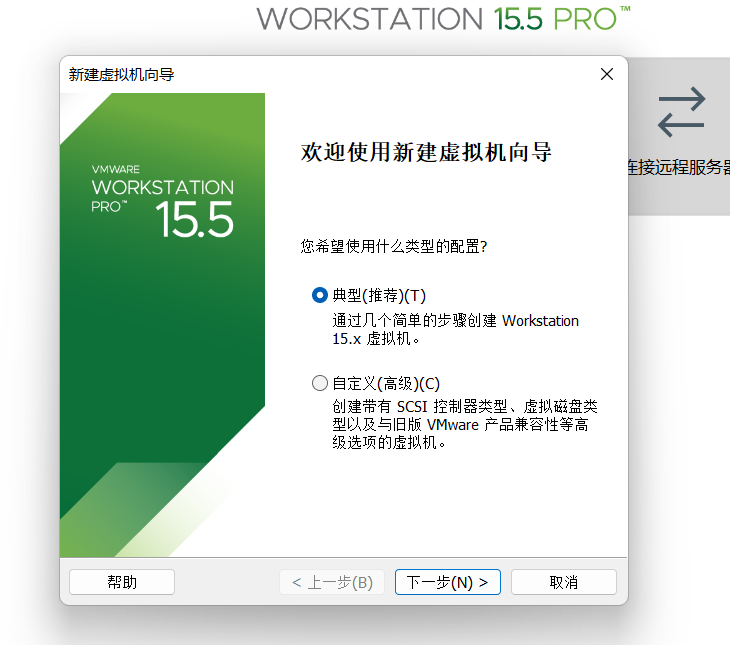 WORKSTATION 15.5 PRO™
新建虚拟机向导
VMWARE
WORKSTATION
PRO™ 15.5
欢迎使用新建虚拟机向导
您希望使用什么类型的配置?
典型(推荐)(T)
通过几个简单的步骤创建 Workstation
15.x 虚拟机。
自定义(高级)(C)
创建带有 SCSI 控制器类型、虚拟磁盘类
型以及与旧版 VMware 产品兼容性等高
级选项的虚拟机。
连接远程服务器
帮助
< 上一步(B)
下一步(N) >
取消